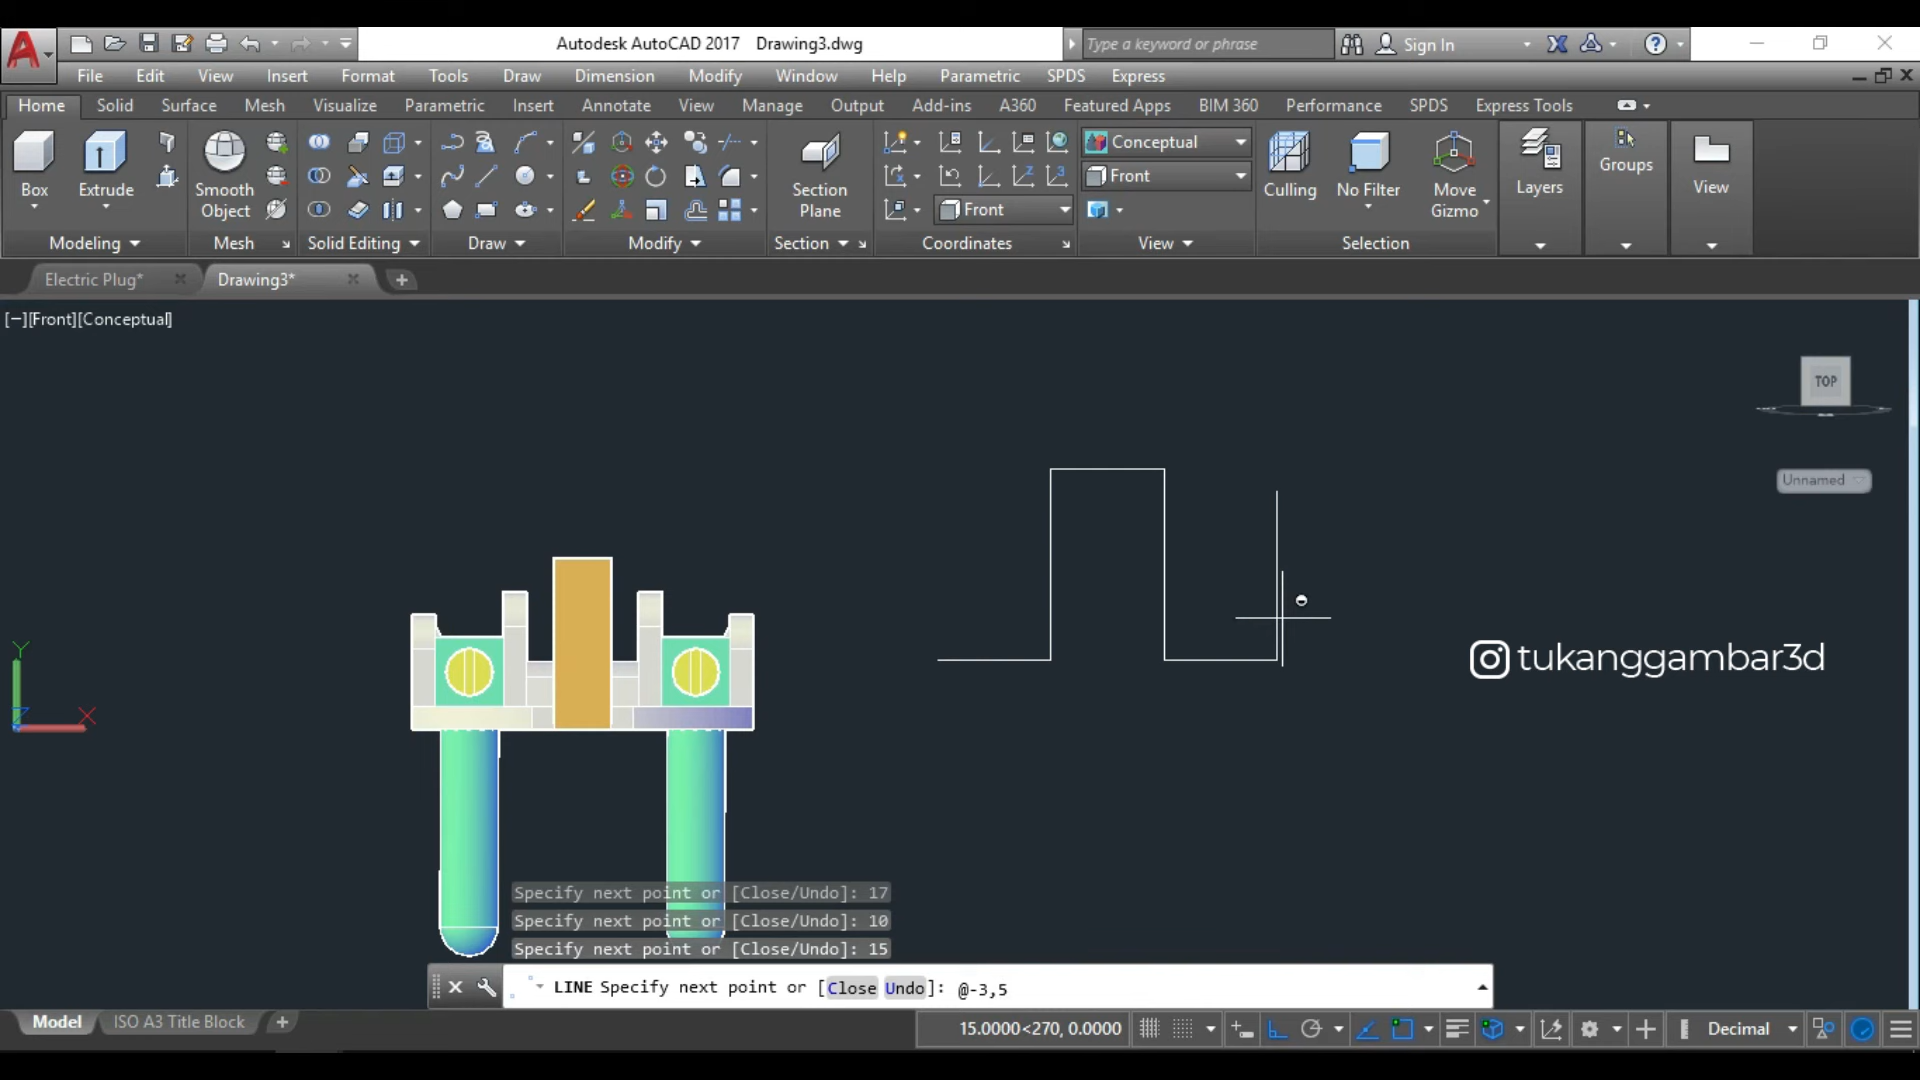 Autodesk AutoCAD 2017 Drawing3.dwg
Type a keyword or phrase
Sign In
File Edit View Insert Format Tools Draw Dimension Modify Window Help Parametric SPDS Express
Home Solid Surface Mesh Visualize Parametric Insert Annotate View Manage Output Add-ins A360 Featured Apps BIM 360 Performance SPDS Express Tools
Box
Extrude
Smooth
Object
Section
Plane
Conceptual
Front
Front
Culling
No Filter
Move
Gizmo
Layers
Groups
View
Modeling Mesh Solid Editing Draw Modify Section Coordinates View Selection
Electric Plug* Drawing3*
[−][Front][Conceptual]
TOP
Unnamed
tukanggambar3d
Y
X
Z
Specify next point or [Close/Undo]: 17
Specify next point or [Close/Undo]: 10
Specify next point or [Close/Undo]: 15
LINE Specify next point or [Close Undo]: @-3,5
Model ISO A3 Title Block
15.0000<270, 0.0000
Decimal